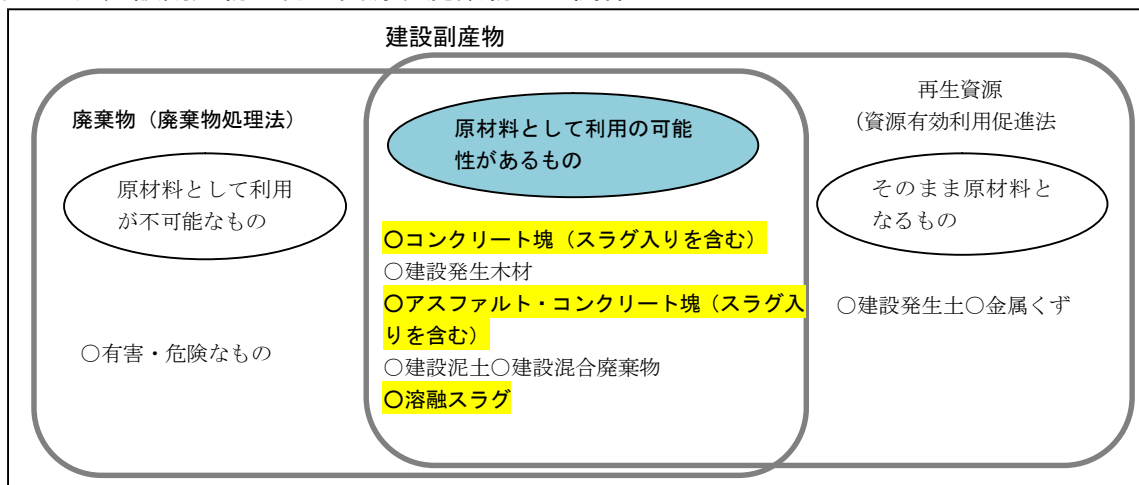 建設副産物
廃棄物（廃棄物処理法）
原材料として利用
が不可能なもの
○有害・危険なもの
原材料として利用の可能
性があるもの
○コンクリート塊（スラグ入りを含む）
○建設発生木材
○アスファルト・コンクリート塊（スラグ入
りを含む）
○建設泥土○建設混合廃棄物
○溶融スラグ
再生資源
(資源有効利用促進法
そのまま原材料と
なるもの
○建設発生土○金属くず